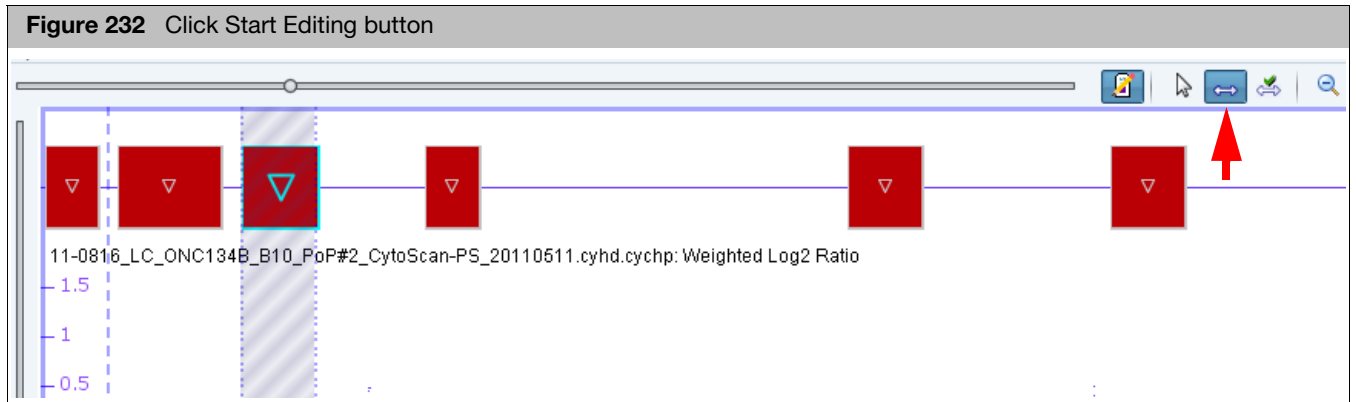 Figure 232 Click Start Editing button
11-0816_LC_ONC134B_B10_PoP#2_CytoScan-PS_20110511.cyhd.cychp: Weighted Log2 Ratio
1.5
1
0.5